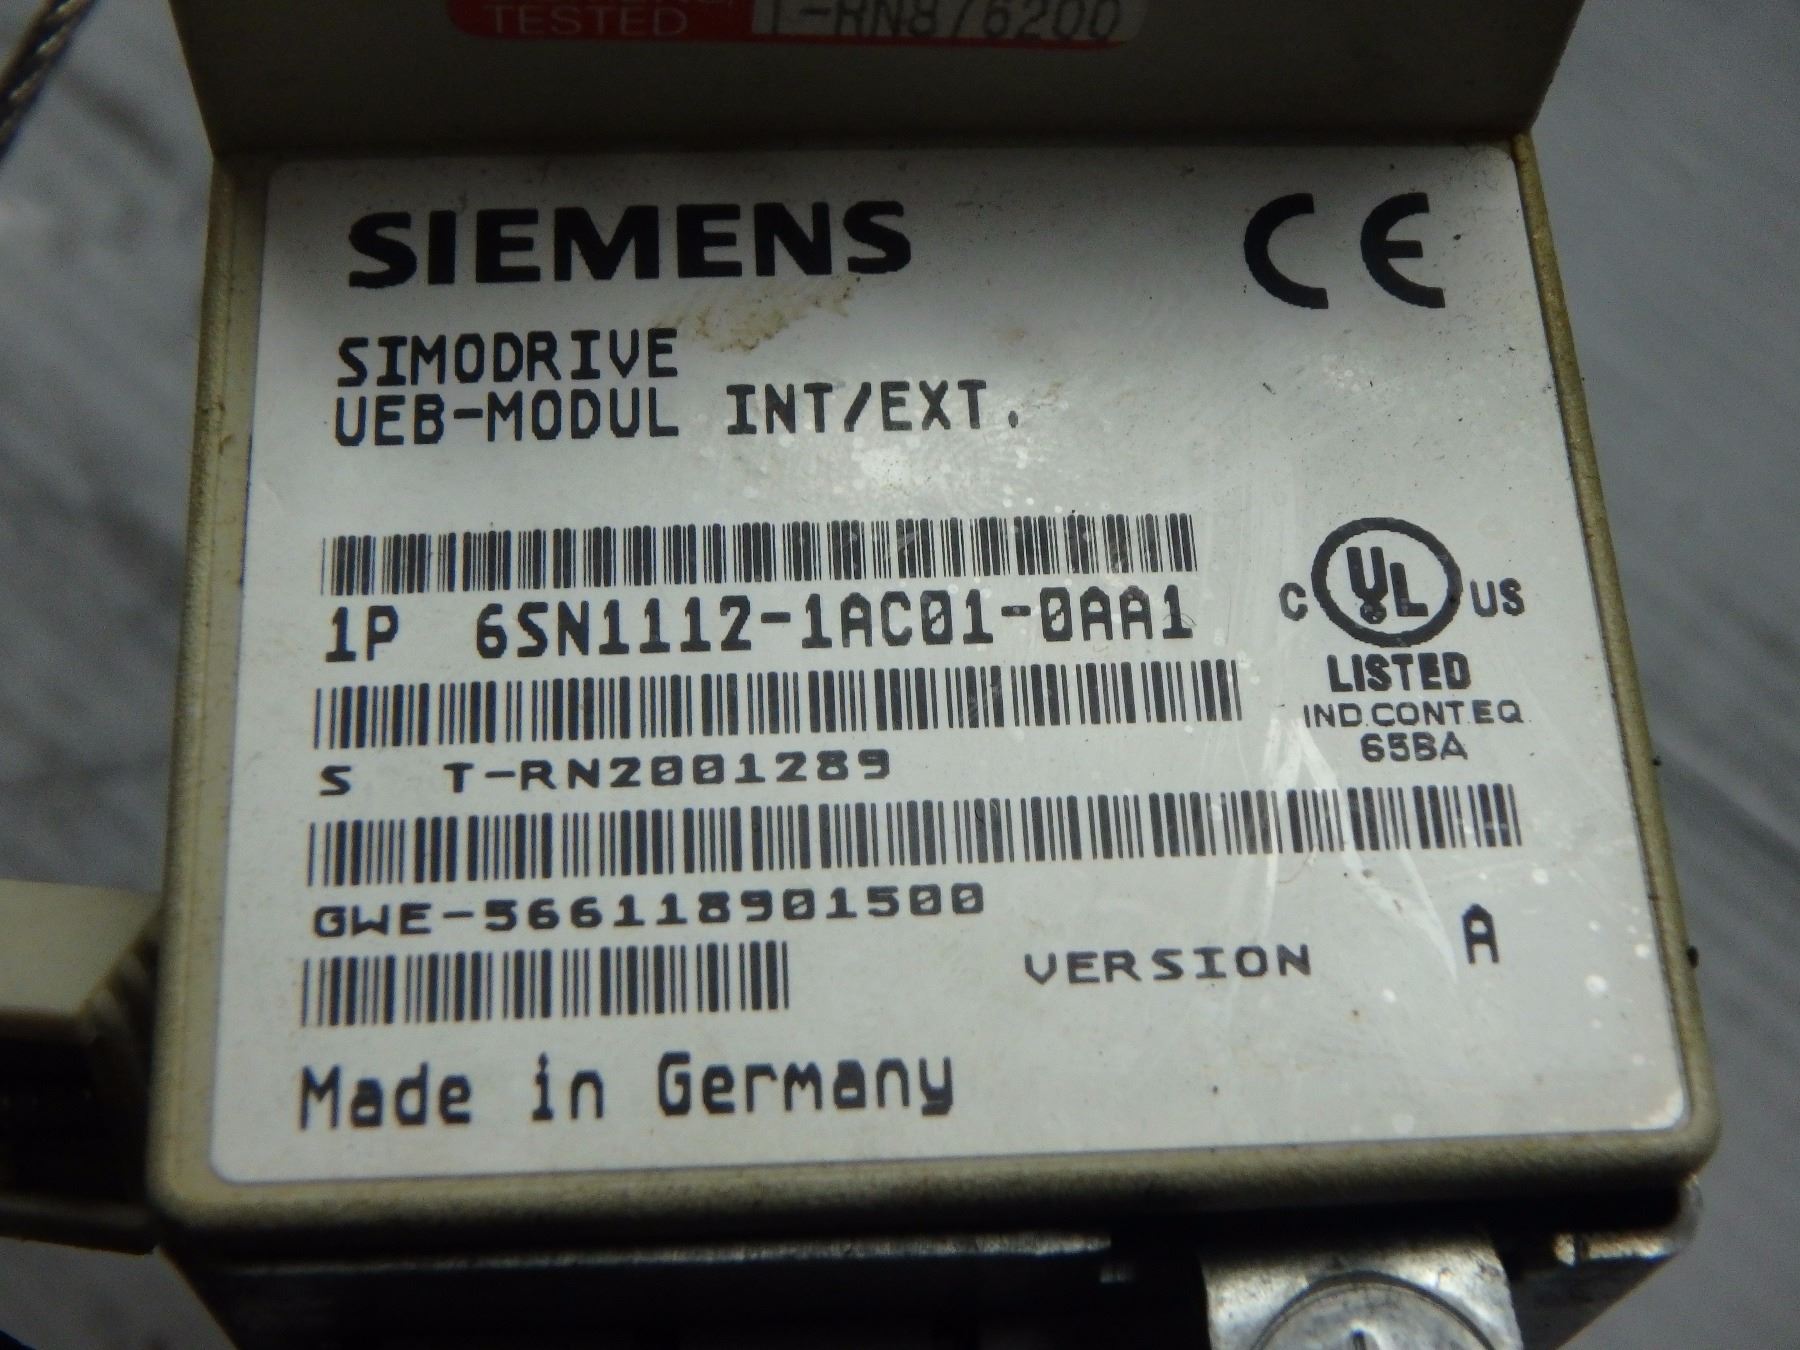 TESTED T-RN876200
SIEMENS CE
SIMODRIVE
UEB-MODUL INT/EXT.
1P 6SN1112-1AC01-0AA1
C UL US
LISTED
IND.CONT.EQ
65BA
S T-RN2001289
GWE-566118901500
VERSION A
Made in Germany